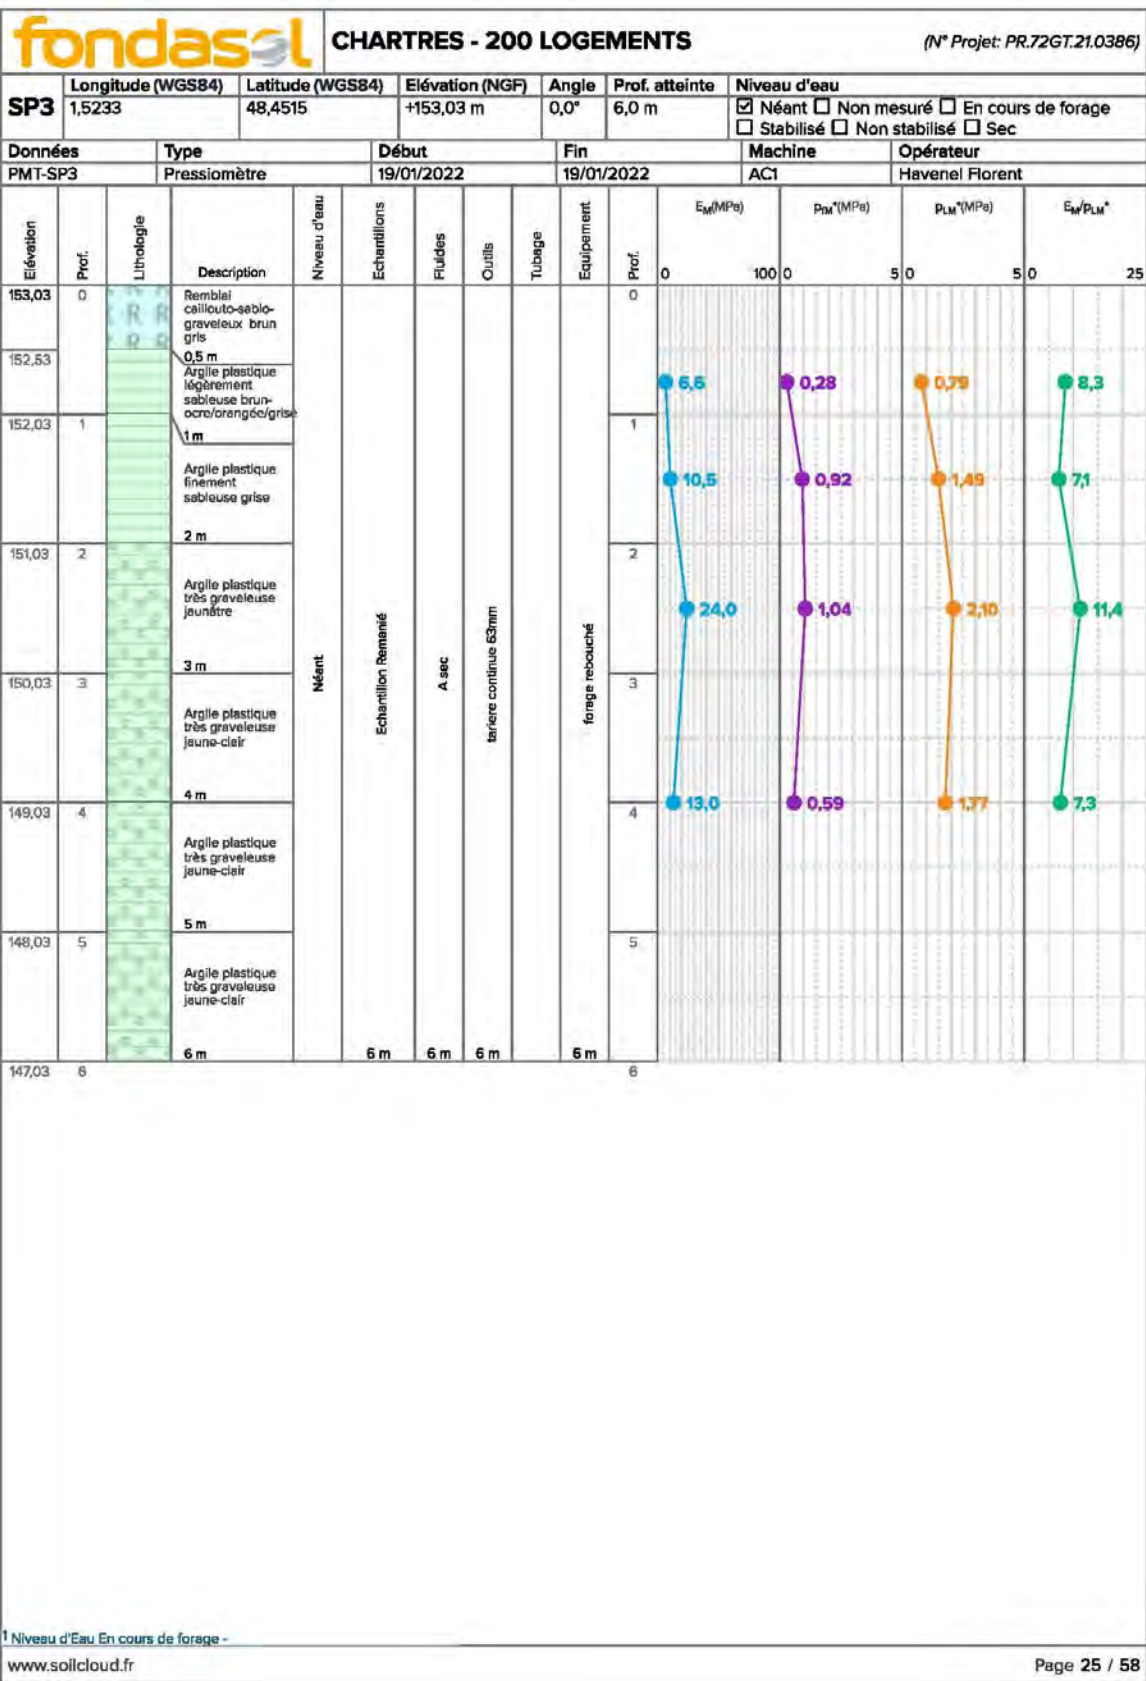 fondasol
CHARTRES - 200 LOGEMENTS
(N° Projet: PR.72GT.21.0386)
SP3
Longitude (WGS84) Latitude (WGS84) Elévation (NGF) Angle Prof. atteinte Niveau d'eau
1,5233 48,4515 +153,03 m 0,0° 6,0 m ☑ Néant ☐ Non mesuré ☐ En cours de forage
☐ Stabilisé ☐ Non stabilisé ☐ Sec
Données Type Début Fin Machine Opérateur
PMT-SP3 Pressiomètre 19/01/2022 19/01/2022 AC1 Havenel Florent
Elévation Prof. Lithologie Description Niveau d'eau Echantillons Fluides Outils Tubage Equipement Prof.
EM(MPa) pfM*(MPa) pLM*(MPa) EM/pLM*
0 100 0 5 0 5 0 25
153,03 0 0
R R
R R
R R
Remblai
caillouto-sablo-
graveleux brun
gris
0,5 m
152,53
Argile plastique
légèrement
sableuse brun-
ocre/orangée/grise
6,6 0,28 0,79 8,3
152,03 1 1
1 m
Argile plastique
finement
sableuse grise
10,5 0,92 1,49 7,1
2 m
151,03 2 2
Argile plastique
très graveleuse
jaunâtre
24,0 1,04 2,10 11,4
3 m
150,03 3 3
Néant
Echantillon Remanié
A sec
tariere continue 63mm
forage rebouché
Argile plastique
très graveleuse
jaune-clair
4 m
149,03 4 4
13,0 0,59 1,77 7,3
Argile plastique
très graveleuse
jaune-clair
5 m
148,03 5 5
Argile plastique
très graveleuse
jaune-clair
6 m 6 m 6 m 6 m 6 m
147,03 6 6
1 Niveau d'Eau En cours de forage -
www.soilcloud.fr
Page 25 / 58